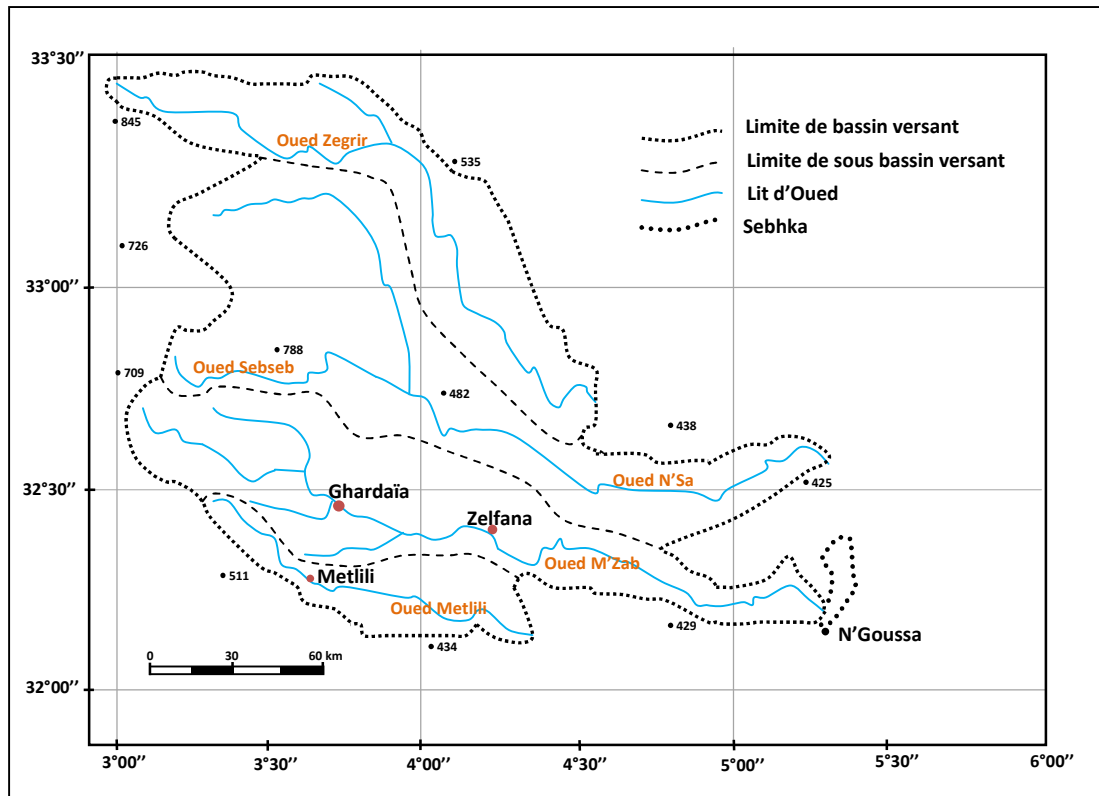 33°30’’
845
Oued Zegrir
535
Limite de bassin versant
Limite de sous bassin versant
Lit d’Oued
Sebhka
726
33°00’’
788
Oued Sebseb
709
482
438
32°30’’
Oued N’Sa
425
Ghardaïa
Zelfana
Oued M’Zab
511
Metlili
Oued Metlili
429
N’Goussa
434
0 30 60 km
32°00’’
3°00’’ 3°30’’ 4°00’’ 4°30’’ 5°00’’ 5°30’’ 6°00’’